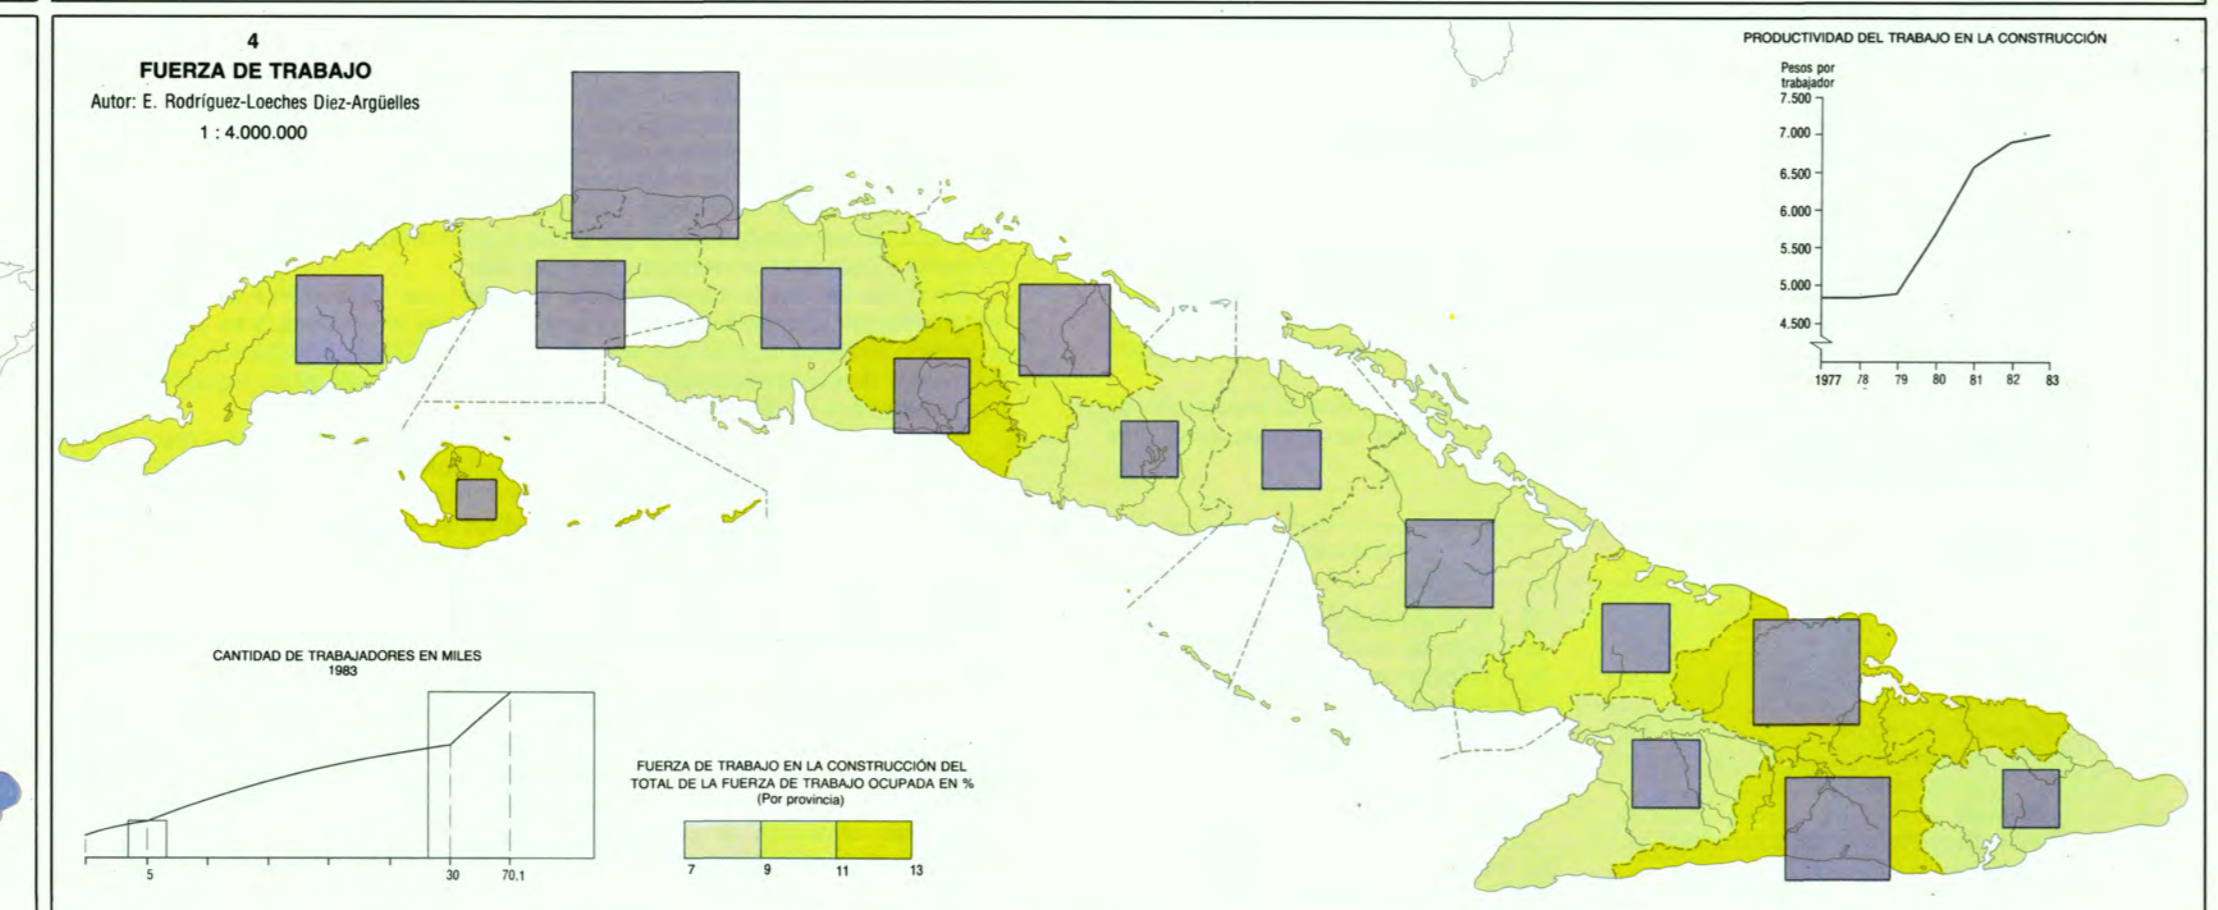 4
FUERZA DE TRABAJO
Autor: E. Rodríguez-Loeches Diez-Argüelles
1 : 4.000.000
PRODUCTIVIDAD DEL TRABAJO EN LA CONSTRUCCIÓN
Pesos por
trabajador
7.500
7.000
6.500
6.000
5.500
5.000
4.500
1977 78 79 80 81 82 83
CANTIDAD DE TRABAJADORES EN MILES
1983
5 30 70.1
FUERZA DE TRABAJO EN LA CONSTRUCCIÓN DEL
TOTAL DE LA FUERZA DE TRABAJO OCUPADA EN %
(Por provincia)
7 9 11 13